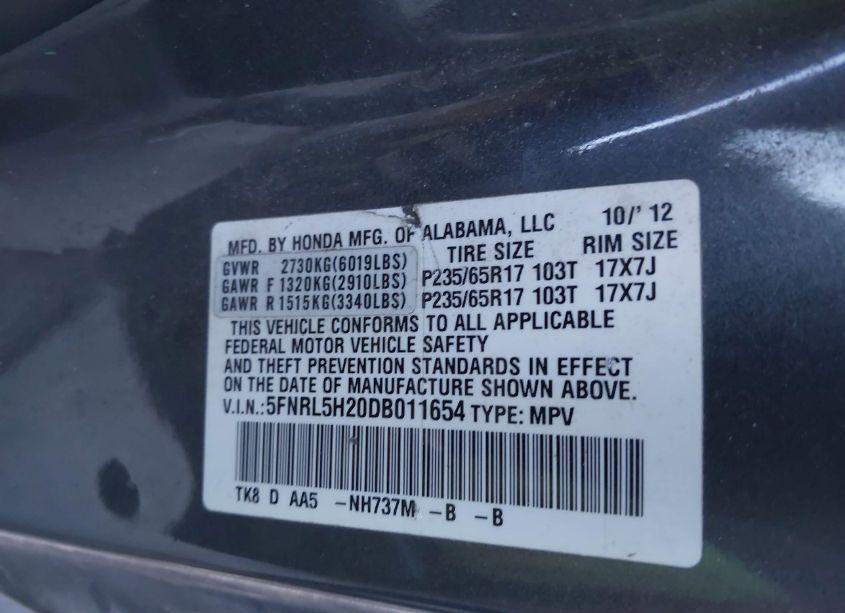 MFD. BY HONDA MFG. OF ALABAMA, LLC 10/' 12
TIRE SIZE RIM SIZE
GVWR 2730KG(6019LBS)
GAWR F 1320KG(2910LBS) P235/65R17 103T 17X7J
GAWR R 1515KG(3340LBS) P235/65R17 103T 17X7J
THIS VEHICLE CONFORMS TO ALL APPLICABLE
FEDERAL MOTOR VEHICLE SAFETY
AND THEFT PREVENTION STANDARDS IN EFFECT
ON THE DATE OF MANUFACTURE SHOWN ABOVE.
V.I.N.:5FNRL5H20DB011654 TYPE: MPV
TK8 D AA5 -NH737M -B -B